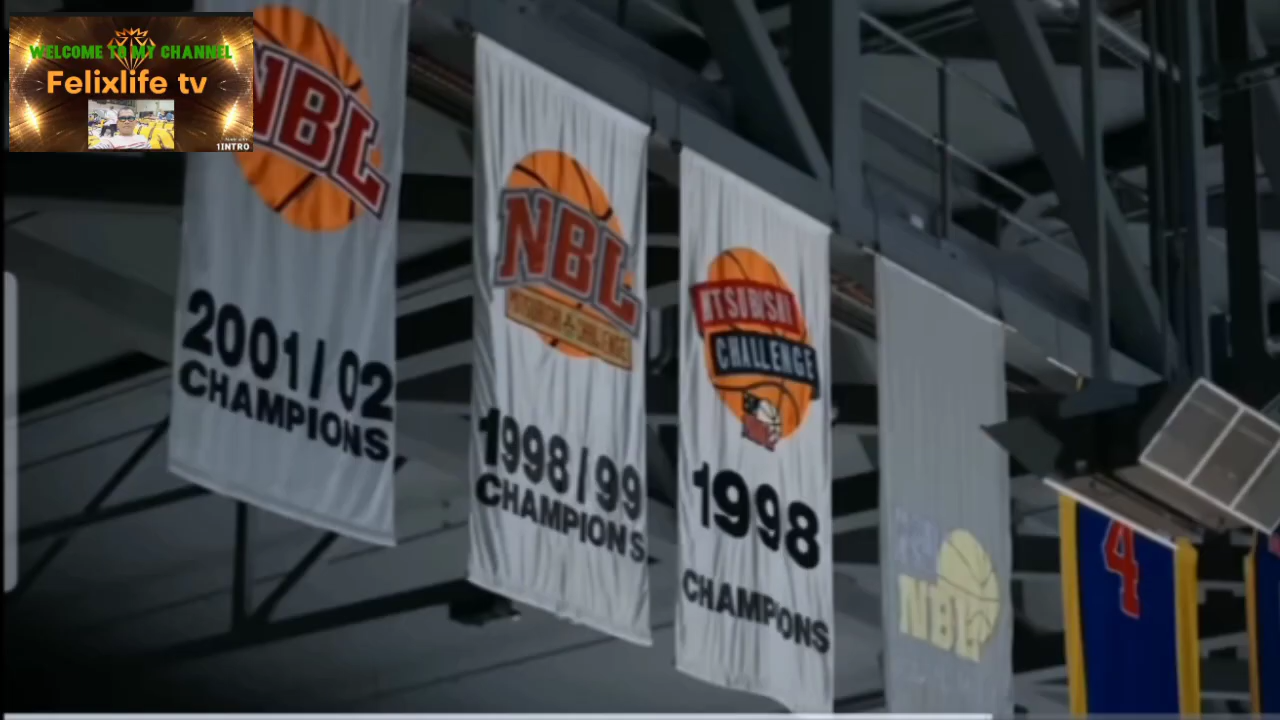 WELCOME TO MY CHANNEL
Felixlife tv
1INTRO
NBL
2001/02
CHAMPIONS
NBL
1998/99
CHAMPIONS
CHALLENGE
1998
CHAMPIONS
NBL
4